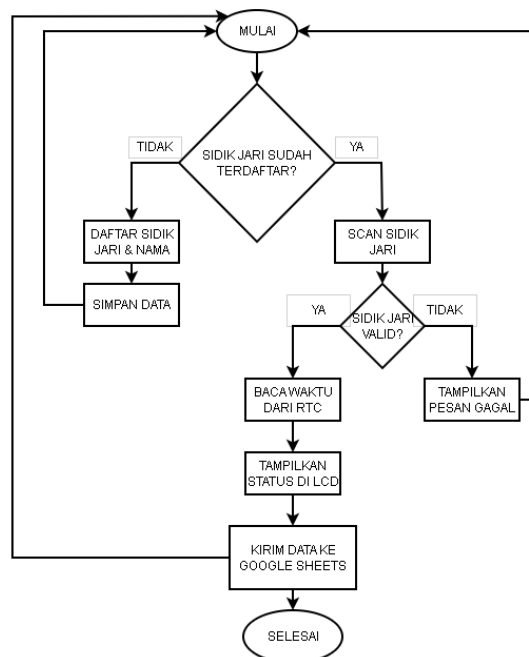 MULAI
TIDAK
YA
SIDIK JARI SUDAH
TERDAFTAR?
DAFTAR SIDIK
JARI & NAMA
SCAN SIDIK
JARI
SIMPAN DATA
YA
TIDAK
SIDIK JARI
VALID?
BACA WAKTU
DARI RTC
TAMPILKAN
PESAN GAGAL
TAMPILKAN
STATUS DI LCD
KIRIM DATA KE
GOOGLE SHEETS
SELESAI